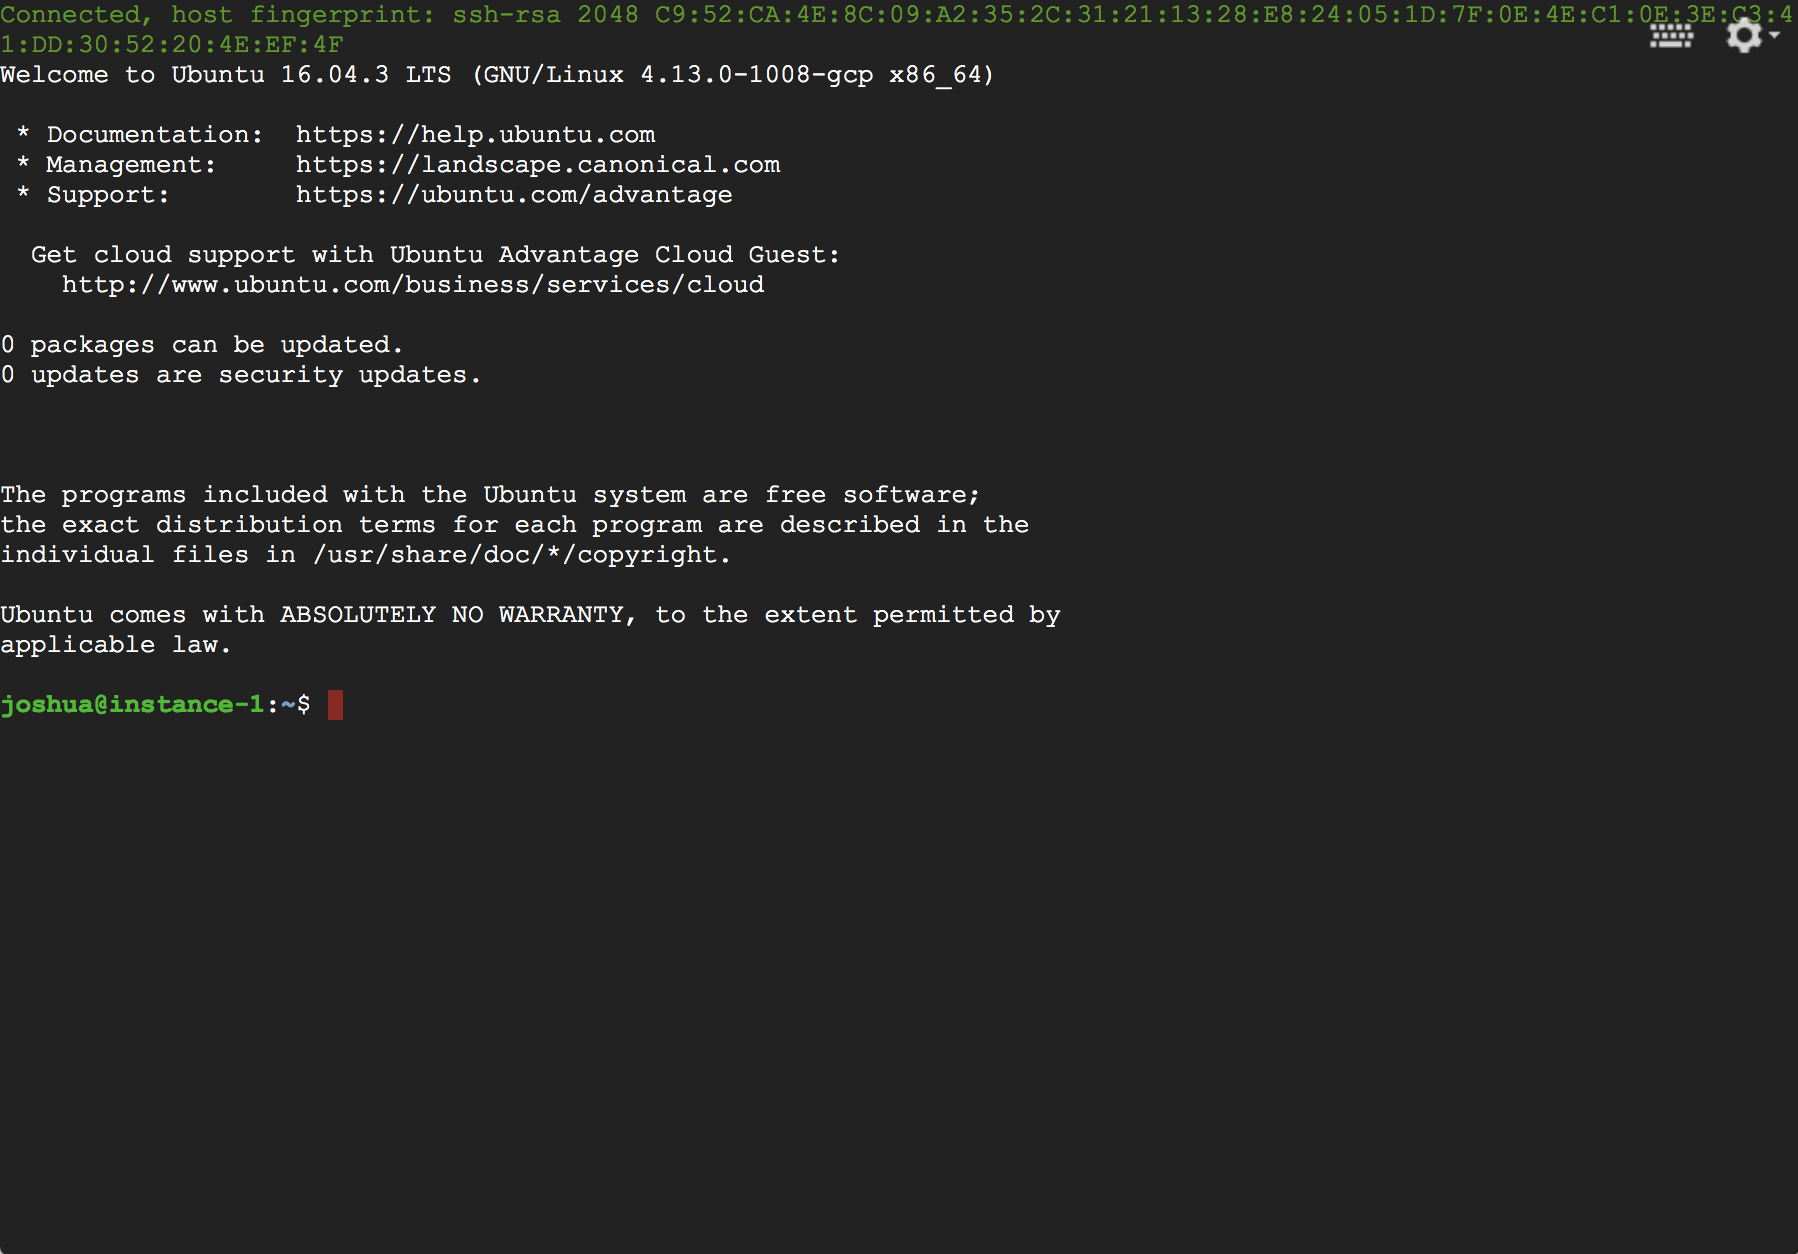 Connected, host fingerprint: ssh-rsa 2048 C9:52:CA:4E:8C:09:A2:35:2C:31:21:13:28:E8:24:05:1D:7F:0E:4E:C1:0E:3E:C3:4
1:DD:30:52:20:4E:EF:4F
Welcome to Ubuntu 16.04.3 LTS (GNU/Linux 4.13.0-1008-gcp x86_64)
* Documentation:  https://help.ubuntu.com
* Management:     https://landscape.canonical.com
* Support:        https://ubuntu.com/advantage
Get cloud support with Ubuntu Advantage Cloud Guest:
http://www.ubuntu.com/business/services/cloud
0 packages can be updated.
0 updates are security updates.
The programs included with the Ubuntu system are free software;
the exact distribution terms for each program are described in the
individual files in /usr/share/doc/*/copyright.
Ubuntu comes with ABSOLUTELY NO WARRANTY, to the extent permitted by
applicable law.
joshua@instance-1:~$